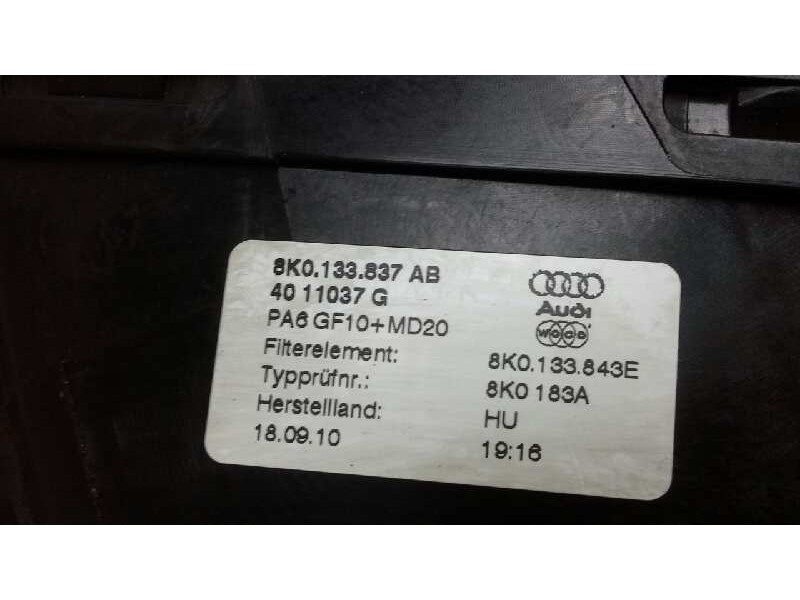 8K0.133.837 AB
40 11037 G
PA6 GF10+MD20
Audi
WOCO
Filterelement: 8K0.133.843E
Typprüfnr.: 8K0 183A
Herstellland: HU
18.09.10 19:16